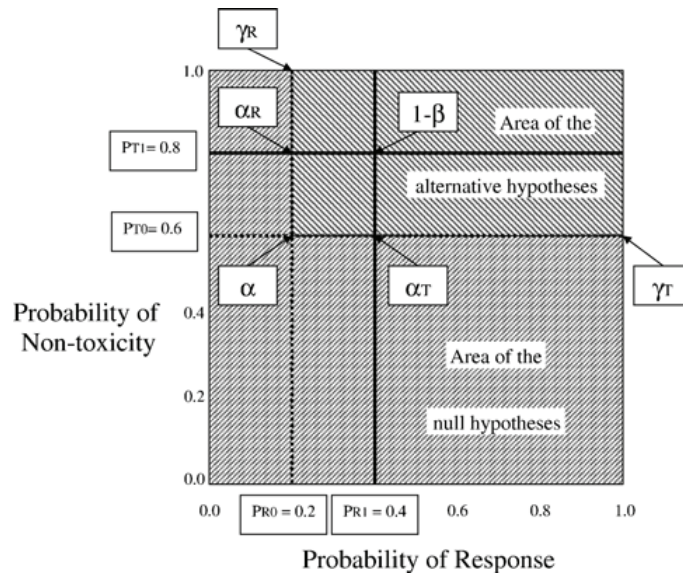 γR
1.0
αR
1-β
Area of the
PT1= 0.8
alternative hypotheses
PT0= 0.6
α
αT
γT
Probability of
Non-toxicity
0.4
Area of the
0.2
null hypotheses
0.0
0.0
PR0 = 0.2
PR1 = 0.4
0.6
0.8
1.0
Probability of Response